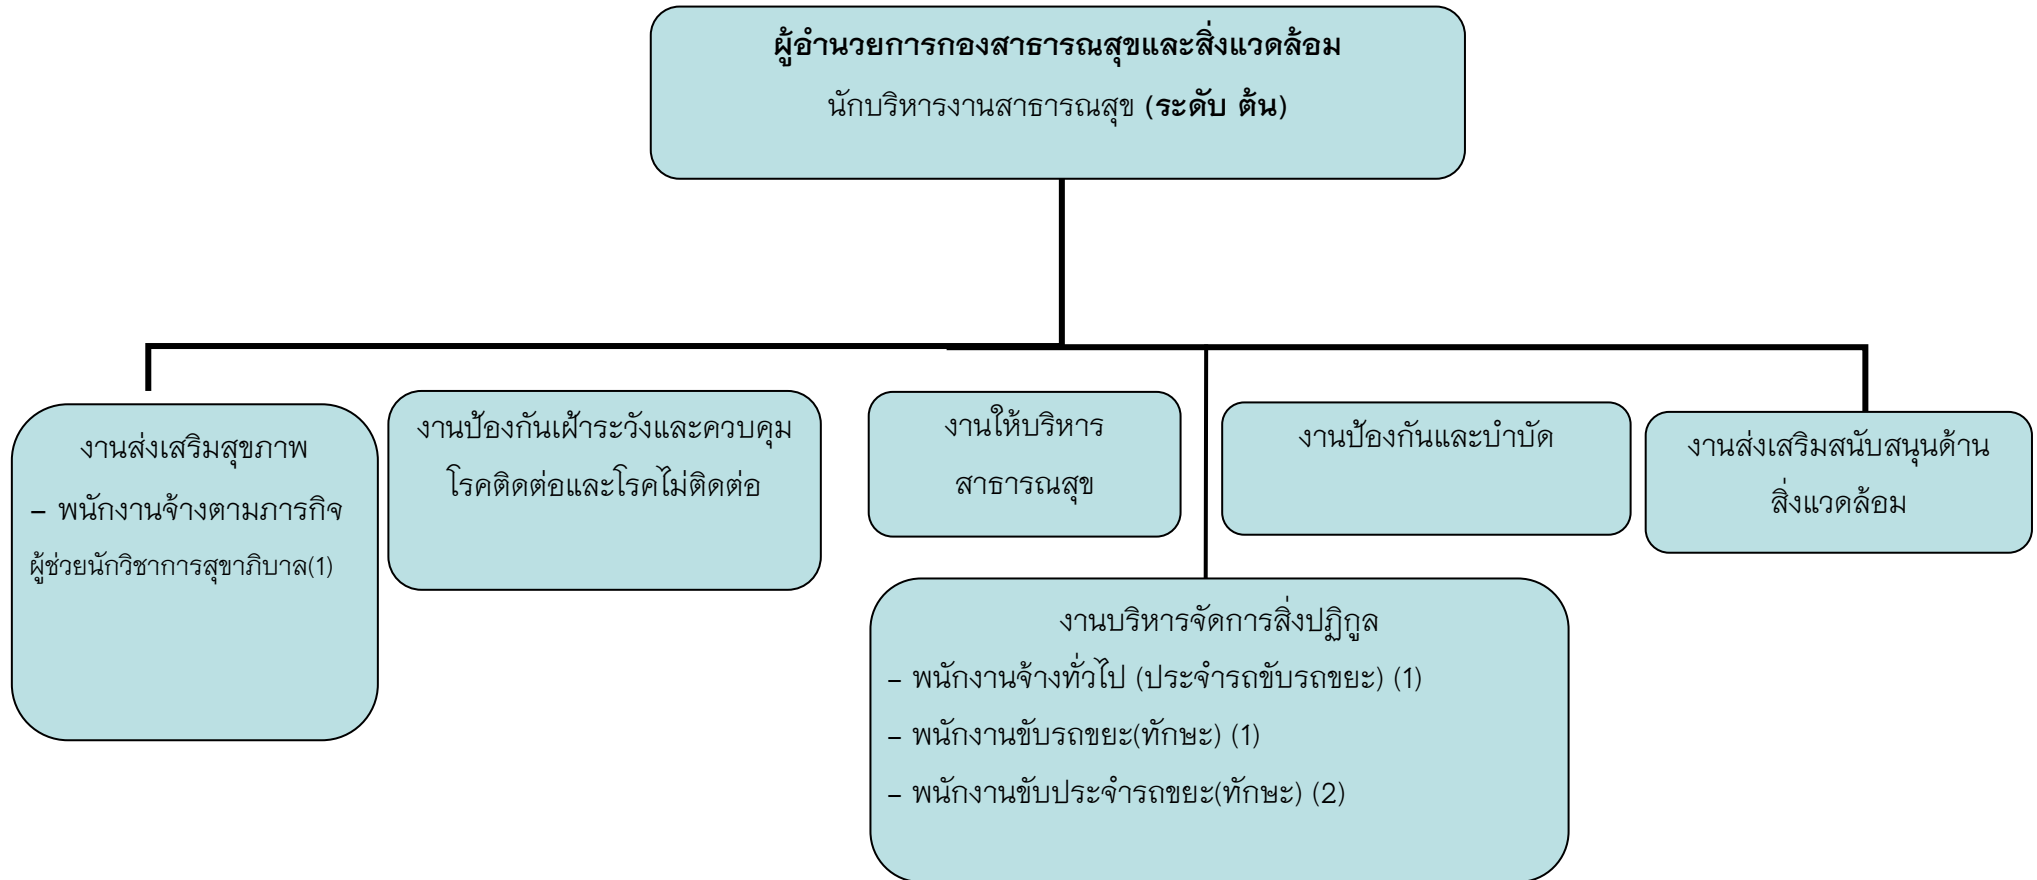 ผู้อำนวยการกองสาธารณสุขและสิ่งแวดล้อม
นักบริหารงานสาธารณสุข (ระดับ ต้น)
งานส่งเสริมสุขภาพ
– พนักงานจ้างตามภารกิจ
ผู้ช่วยนักวิชาการสุขาภิบาล(1)
งานป้องกันเฝ้าระวังและควบคุม
โรคติดต่อและโรคไม่ติดต่อ
งานให้บริหาร
สาธารณสุข
งานป้องกันและบำบัด
งานส่งเสริมสนับสนุนด้าน
สิ่งแวดล้อม
งานบริหารจัดการสิ่งปฏิกูล
– พนักงานจ้างทั่วไป (ประจำรถขับรถขยะ) (1)
– พนักงานขับรถขยะ(ทักษะ) (1)
– พนักงานขับประจำรถขยะ(ทักษะ) (2)